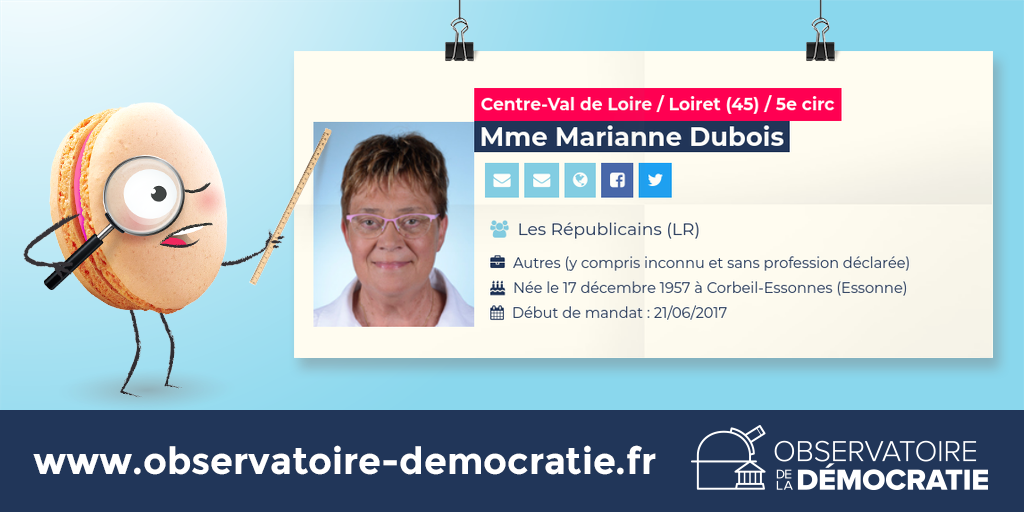 Centre-Val de Loire / Loiret (45) / 5e circ
Mme Marianne Dubois
Les Républicains (LR)
Autres (y compris inconnu et sans profession déclarée)
Née le 17 décembre 1957 à Corbeil-Essonnes (Essonne)
Début de mandat : 21/06/2017
www.observatoire-democratie.fr
OBSERVATOIRE
DE LA DÉMOCRATIE